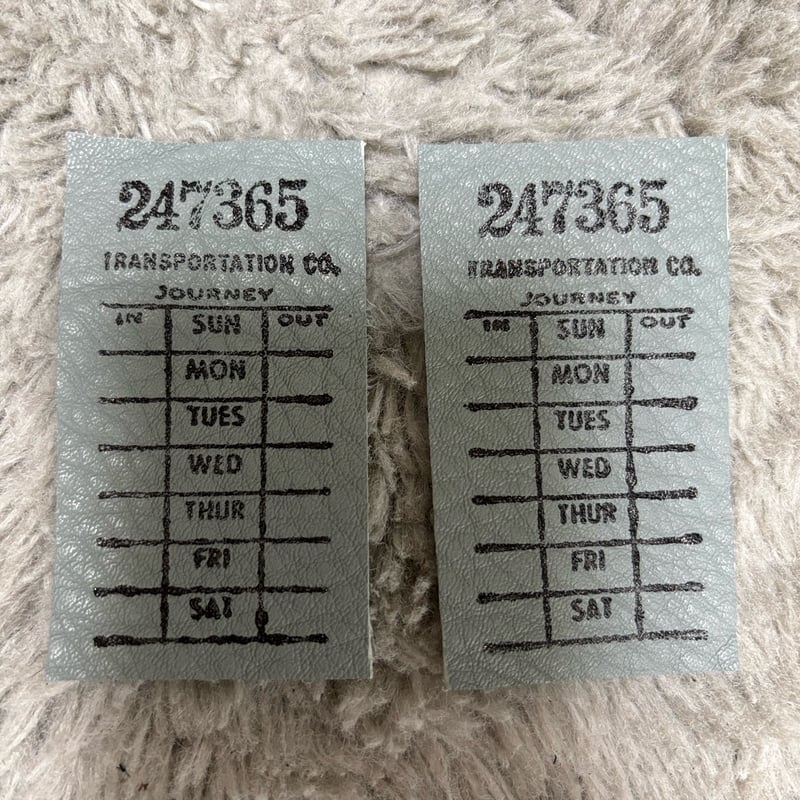 247365
TRANSPORTATION CO.
JOURNEY
IN SUN OUT
MON
TUES
WED
THUR
FRI
SAT
247365
TRANSPORTATION CO.
JOURNEY
IN SUN OUT
MON
TUES
WED
THUR
FRI
SAT